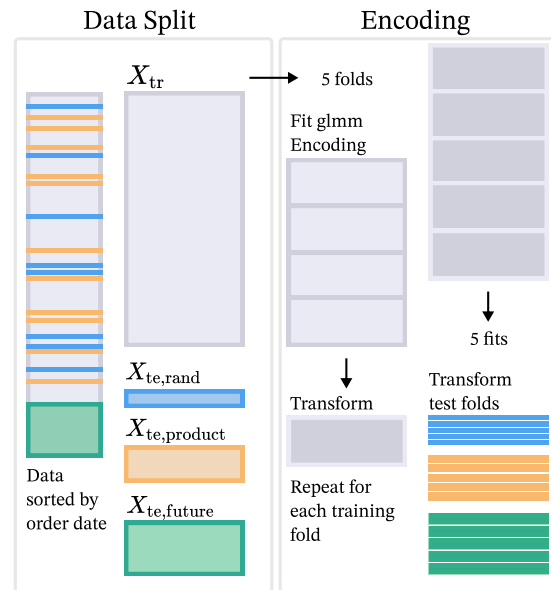 Data Split
Encoding
X_tr
5 folds
Fit glmm
Encoding
X_te,rand
X_te,product
X_te,future
Data
sorted by
order date
Transform
Repeat for
each training
fold
5 fits
Transform
test folds